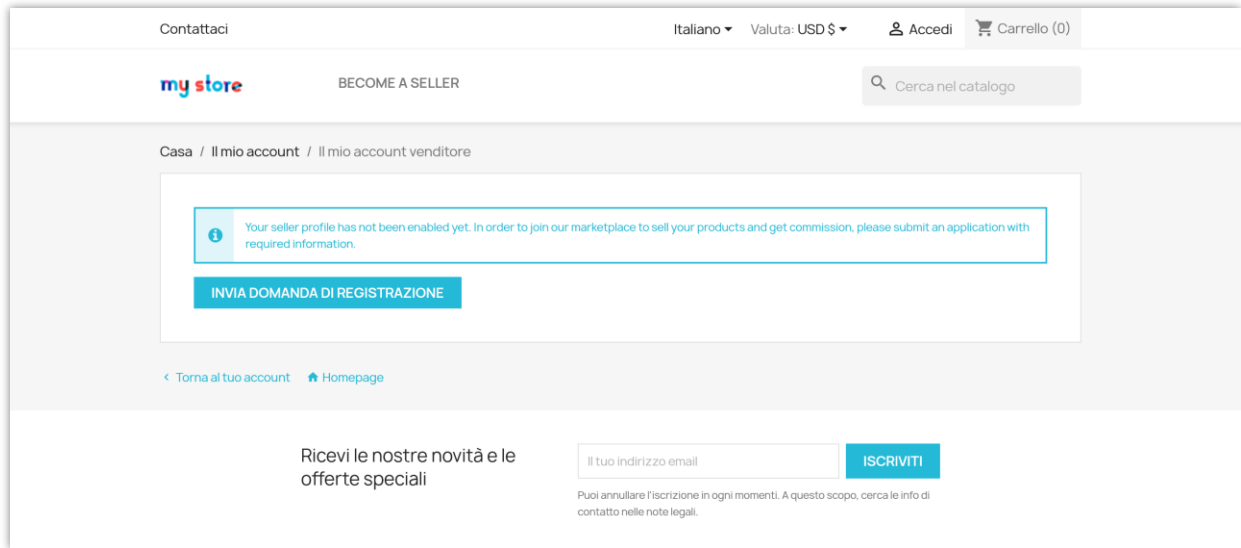 Contattaci
Italiano
Valuta: USD $
Accedi
Carrello (0)
my store
BECOME A SELLER
Cerca nel catalogo
Casa / Il mio account / Il mio account venditore
Your seller profile has not been enabled yet. In order to join our marketplace to sell your products and get commission, please submit an application with
required information.
INVIA DOMANDA DI REGISTRAZIONE
Torna al tuo account
Homepage
Ricevi le nostre novità e le
offerte speciali
Il tuo indirizzo email
ISCRIVITI
Puoi annullare l'iscrizione in ogni momenti. A questo scopo, cerca le info di
contatto nelle note legali.